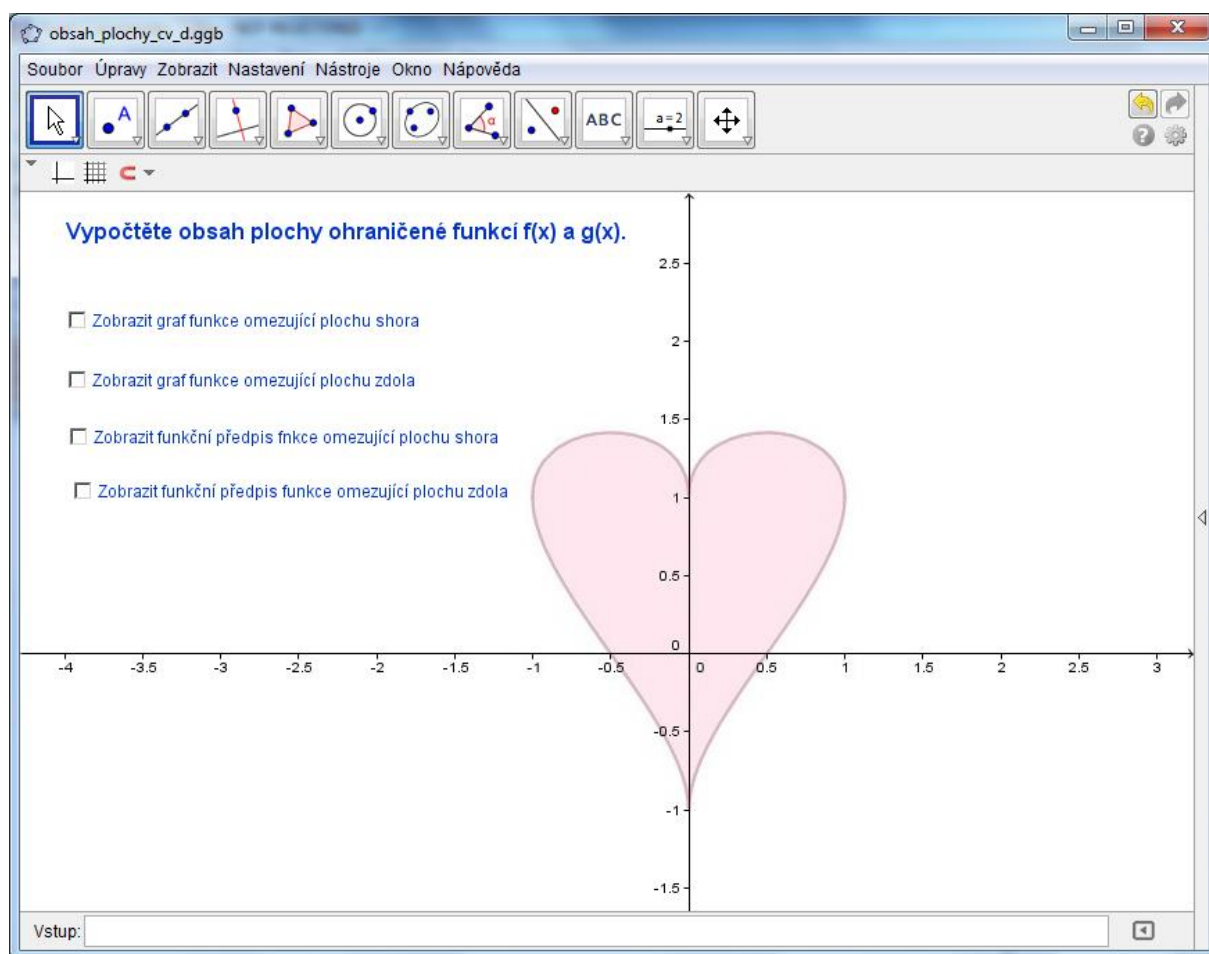 obsah_plochy_cv_d.ggb
Soubor Úpravy Zobrazit Nastavení Nástroje Okno Nápověda
A α ABC a=2
Vypočtěte obsah plochy ohraničené funkcí f(x) a g(x).
Zobrazit graf funkce omezující plochu shora
Zobrazit graf funkce omezující plochu zdola
Zobrazit funkční předpis fnkce omezující plochu shora
Zobrazit funkční předpis funkce omezující plochu zdola
2.5
2
1.5
1
0.5
0
-4 -3.5 -3 -2.5 -2 -1.5 -1 -0.5 0 0.5 1 1.5 2 2.5 3
-0.5
-1
-1.5
Vstup: